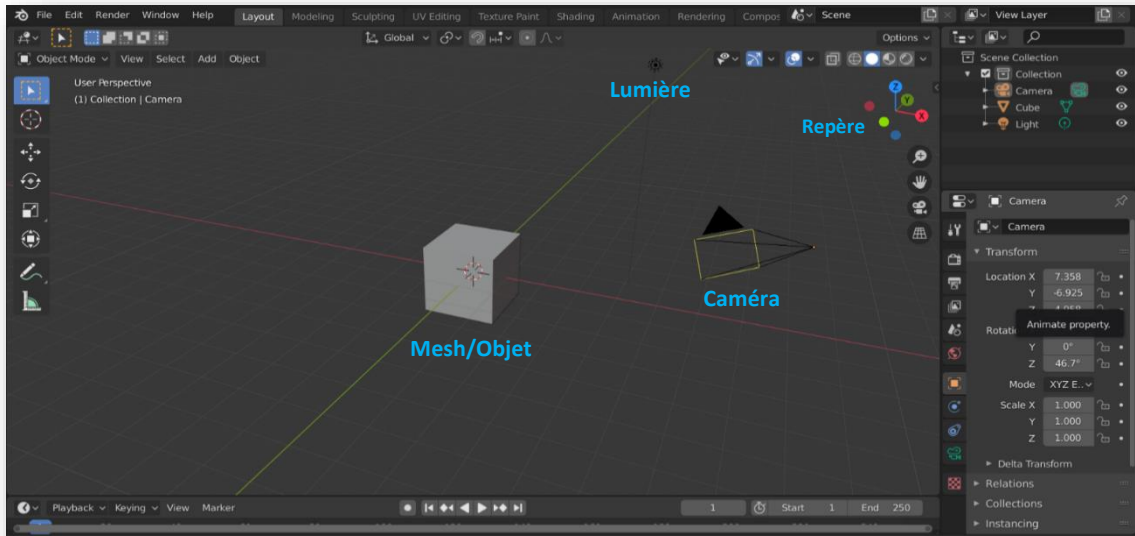 File Edit Render Window Help Layout Modeling Sculpting UV Editing Texture Paint Shading Animation Rendering Compos Scene View Layer
Global Options
Object Mode View Select Add Object
User Perspective
(1) Collection | Camera
Lumière
Repère
Caméra
Mesh/Objet
Z
Y
X
Scene Collection
Collection
Camera
Cube
Light
Camera
Camera
Transform
Location X 7.358
Y -6.925
Z 4.958
Animate property.
Rotati
Y 0°
Z 46.7°
Mode XYZ E..
Scale X 1.000
Y 1.000
Z 1.000
Delta Transform
Relations
Collections
Instancing
Playback Keying View Marker 1 Start 1 End 250